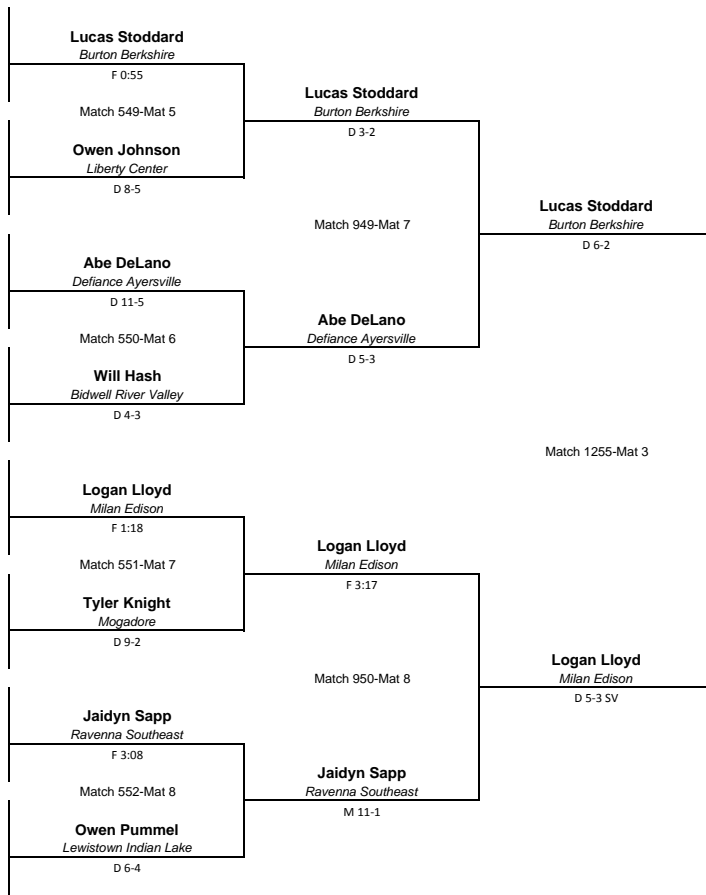 Lucas Stoddard
Burton Berkshire
F 0:55
Match 549-Mat 5
Owen Johnson
Liberty Center
D 8-5
Abe DeLano
Defiance Ayersville
D 11-5
Match 550-Mat 6
Will Hash
Bidwell River Valley
D 4-3
Logan Lloyd
Milan Edison
F 1:18
Match 551-Mat 7
Tyler Knight
Mogadore
D 9-2
Jaidyn Sapp
Ravenna Southeast
F 3:08
Match 552-Mat 8
Owen Pummel
Lewistown Indian Lake
D 6-4
Lucas Stoddard
Burton Berkshire
D 3-2
Match 949-Mat 7
Abe DeLano
Defiance Ayersville
D 5-3
Logan Lloyd
Milan Edison
F 3:17
Match 950-Mat 8
Jaidyn Sapp
Ravenna Southeast
M 11-1
Lucas Stoddard
Burton Berkshire
D 6-2
Match 1255-Mat 3
Logan Lloyd
Milan Edison
D 5-3 SV